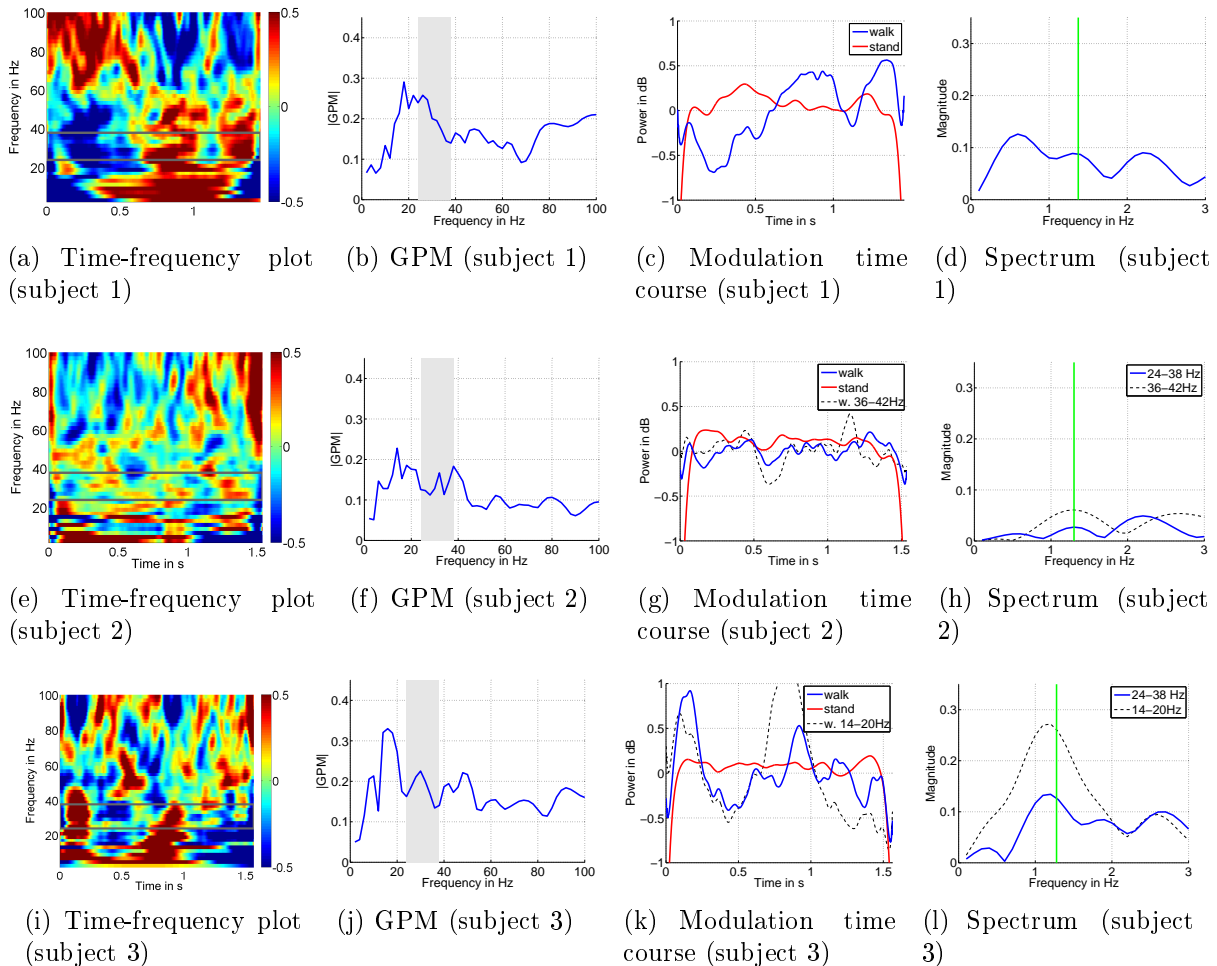 100
80
60
40
20
Frequency in Hz
0
0.5
1
0.5
0
-0.5
0.4
0.3
0.2
0.1
0
|GPM|
0
20
40
60
80
100
Frequency in Hz
1
0.5
0
−0.5
−1
Power in dB
walk
stand
0
0.5
1
Time in s
0.3
0.2
0.1
0
Magnitude
0
1
2
3
Frequency in Hz
(a) Time-frequency plot
(subject 1)
(b) GPM (subject 1)
(c) Modulation time
course (subject 1)
(d) Spectrum (subject
1)
100
80
60
40
20
Frequency in Hz
0
0.5
1
1.5
Time in s
0.5
0
-0.5
0.4
0.3
0.2
0.1
0
|GPM|
0
20
40
60
80
100
Frequency in Hz
1
0.5
0
−0.5
−1
Power in dB
walk
stand
w. 36−42Hz
0
0.5
1
1.5
Time in s
0.3
0.2
0.1
0
Magnitude
24−38 Hz
36−42Hz
0
1
2
3
Frequency in Hz
(e) Time-frequency plot
(subject 2)
(f) GPM (subject 2)
(g) Modulation time
course (subject 2)
(h) Spectrum (subject
2)
100
80
60
40
20
Frequency in Hz
0
0.5
1
1.5
Time in s
0.5
0
-0.5
0.4
0.3
0.2
0.1
0
|GPM|
0
20
40
60
80
100
Frequency in Hz
1
0.5
0
−0.5
−1
Power in dB
walk
stand
w. 14−20Hz
0
0.5
1
1.5
Time in s
0.3
0.2
0.1
0
Magnitude
24−38 Hz
14−20Hz
0
1
2
3
Frequency in Hz
(i) Time-frequency plot
(subject 3)
(j) GPM (subject 3)
(k) Modulation time
course (subject 3)
(l) Spectrum (subject
3)